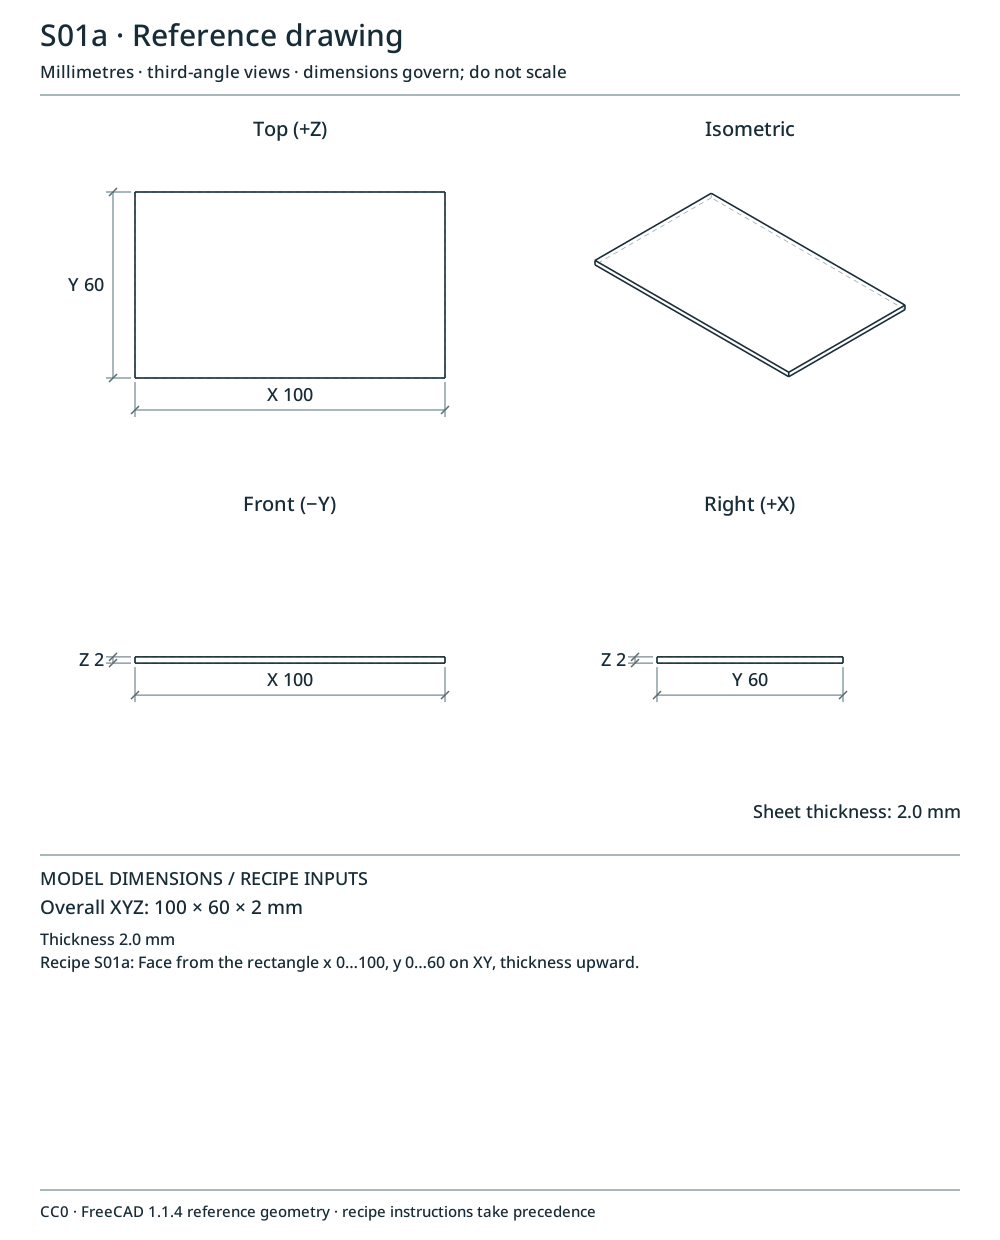 S01a · Reference drawing
Millimetres · third-angle views · dimensions govern; do not scale
Top (+Z)
Isometric
Y 60
X 100
Front (−Y)
Right (+X)
Z 2
X 100
Z 2
Y 60
Sheet thickness: 2.0 mm
MODEL DIMENSIONS / RECIPE INPUTS
Overall XYZ: 100 × 60 × 2 mm
Thickness 2.0 mm
Recipe S01a: Face from the rectangle x 0…100, y 0…60 on XY, thickness upward.
CC0 · FreeCAD 1.1.4 reference geometry · recipe instructions take precedence